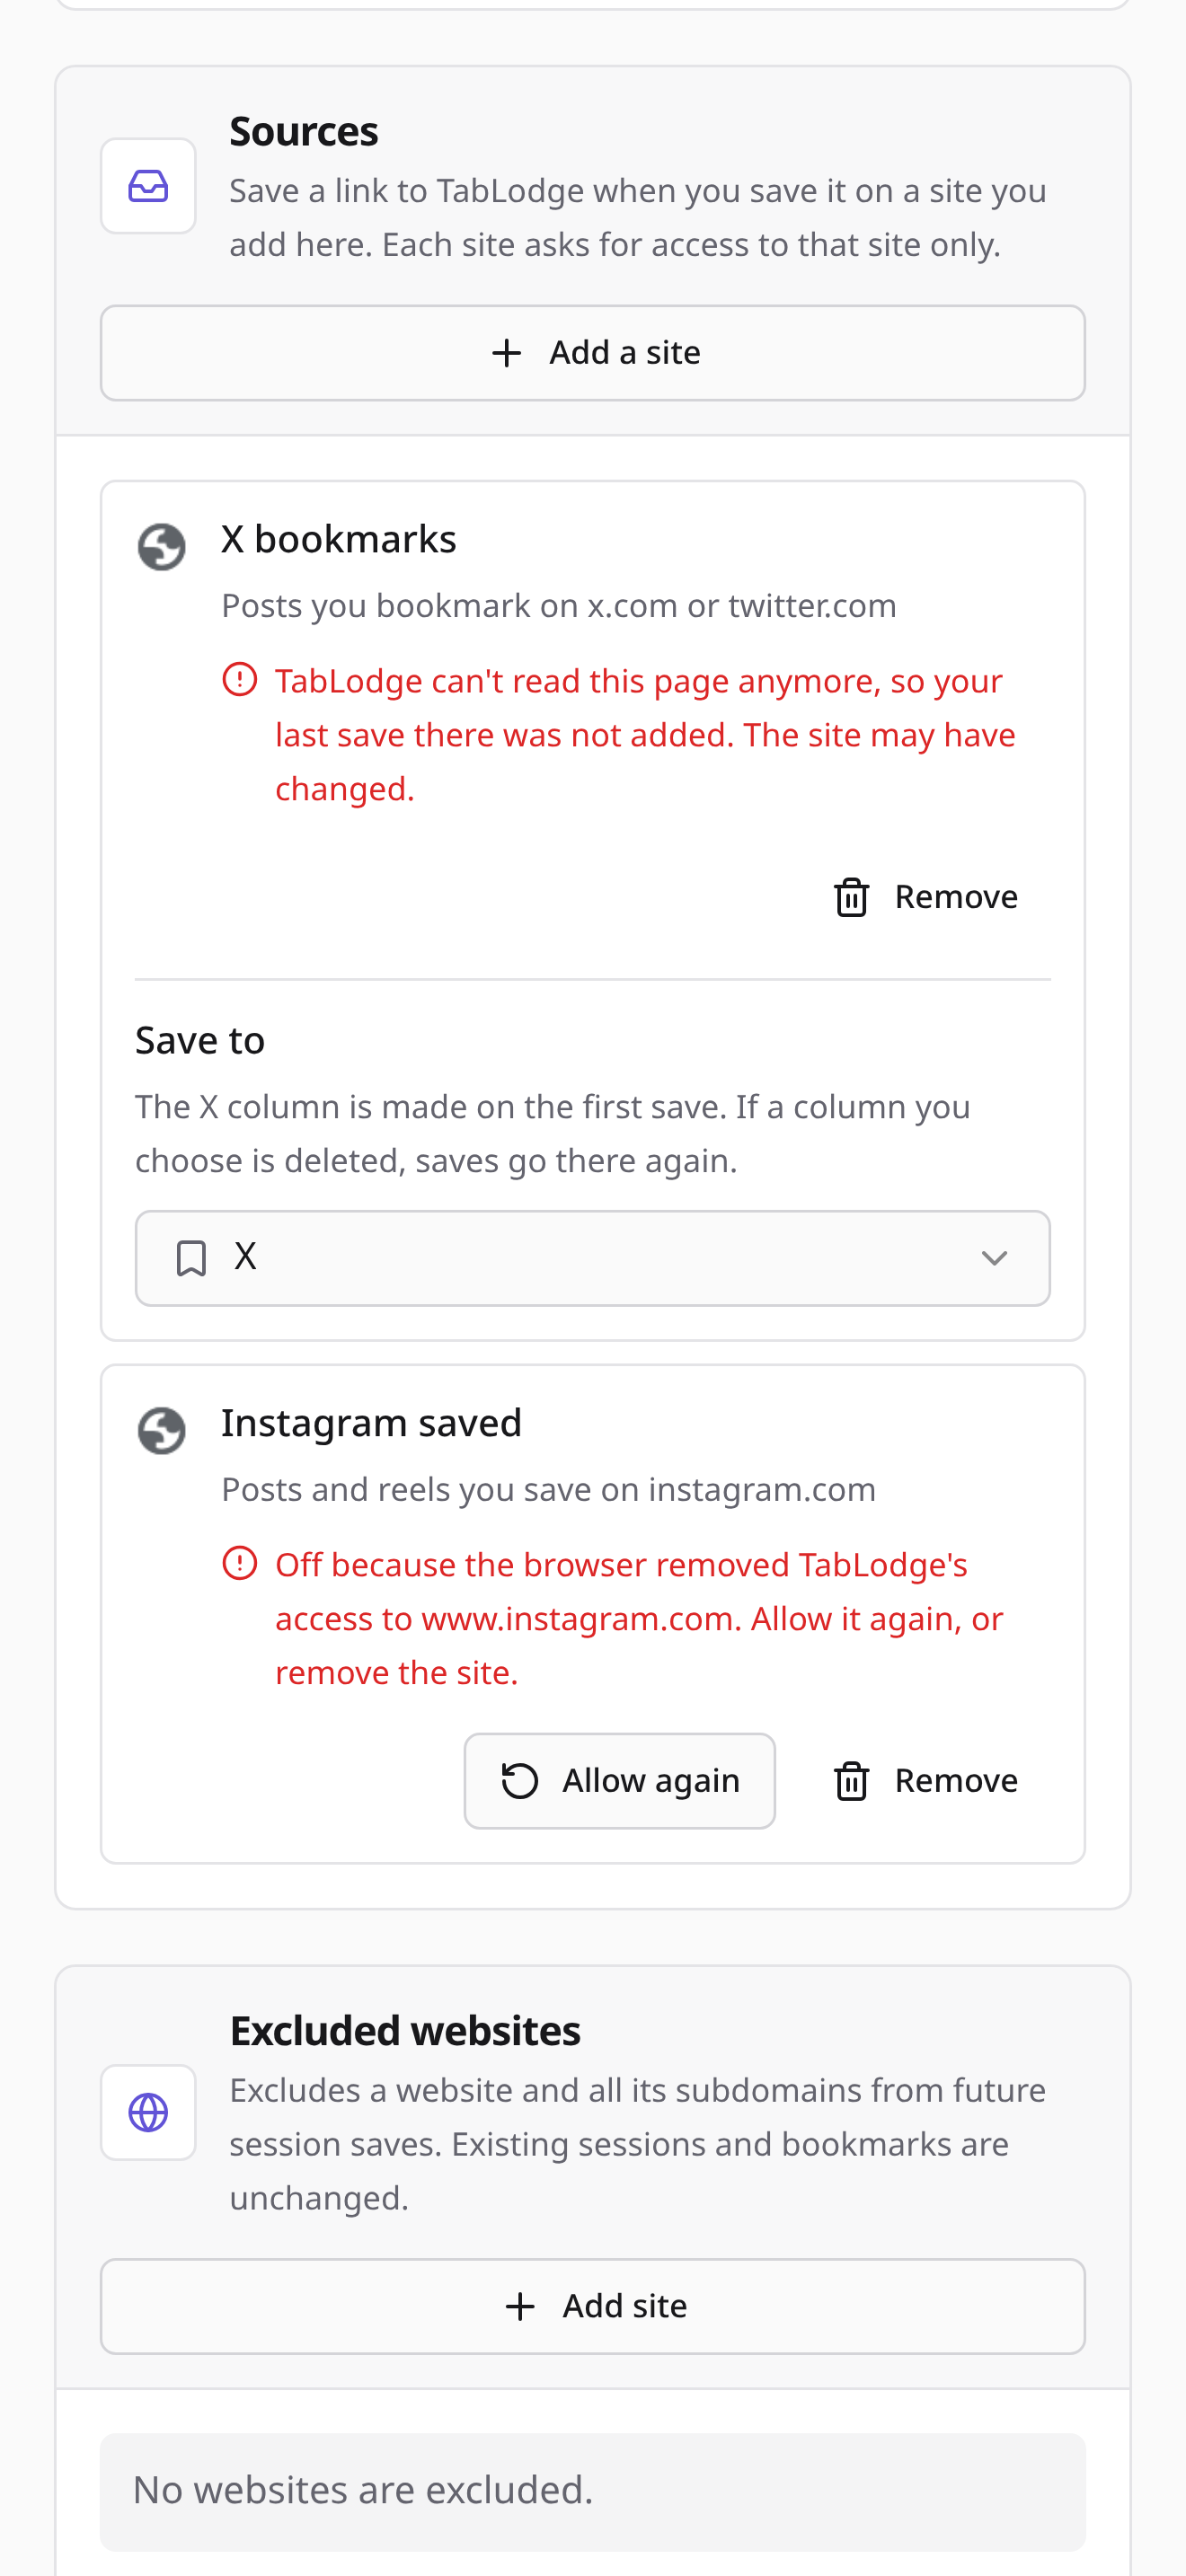 Sources
Save a link to TabLodge when you save it on a site you
add here. Each site asks for access to that site only.
Add a site
X bookmarks
Posts you bookmark on x.com or twitter.com
TabLodge can't read this page anymore, so your
last save there was not added. The site may have
changed.
Remove
Save to
The X column is made on the first save. If a column you
choose is deleted, saves go there again.
X
Instagram saved
Posts and reels you save on instagram.com
Off because the browser removed TabLodge's
access to www.instagram.com. Allow it again, or
remove the site.
Allow again
Remove
Excluded websites
Excludes a website and all its subdomains from future
session saves. Existing sessions and bookmarks are
unchanged.
Add site
No websites are excluded.